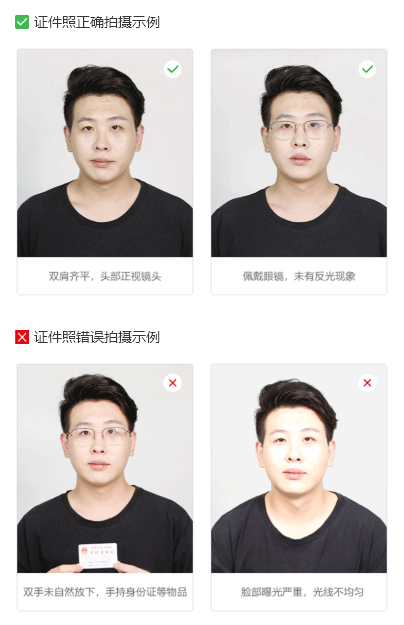 证件照正确拍摄示例
双肩齐平，头部正视镜头
佩戴眼镜，未有反光现象
证件照错误拍摄示例
双手未自然放下，手持身份证等物品
脸部曝光严重，光线不均匀